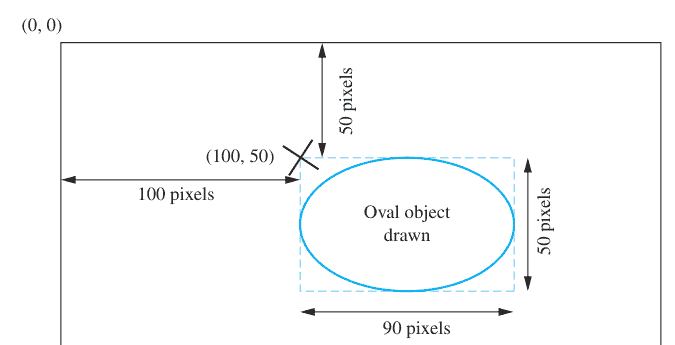 (0, 0)
50 pixels
(100, 50)
100 pixels
Oval object
drawn
50 pixels
90 pixels